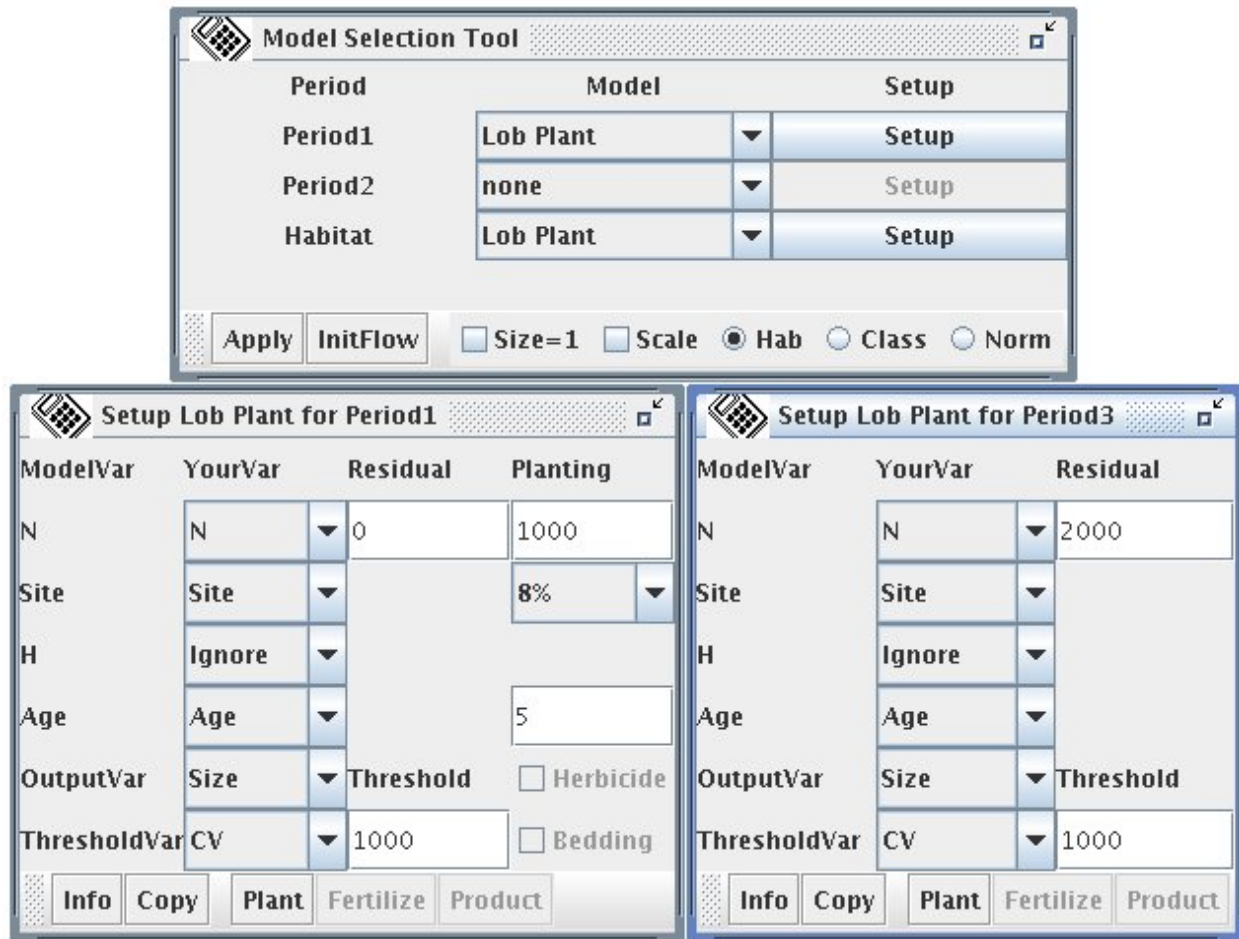 Model Selection Tool
Period Model Setup
Period1 Lob Plant Setup
Period2 none Setup
Habitat Lob Plant Setup
Apply InitFlow Size=1 Scale Hab Class Norm
Setup Lob Plant for Period1
ModelVar YourVar Residual Planting
N N 0 1000
Site Site 8%
H Ignore
Age Age 5
OutputVar Size Threshold Herbicide
ThresholdVar CV 1000 Bedding
Info Copy Plant Fertilize Product
Setup Lob Plant for Period3
ModelVar YourVar Residual
N N 2000
Site Site
H Ignore
Age Age
OutputVar Size Threshold
ThresholdVar CV 1000
Info Copy Plant Fertilize Product